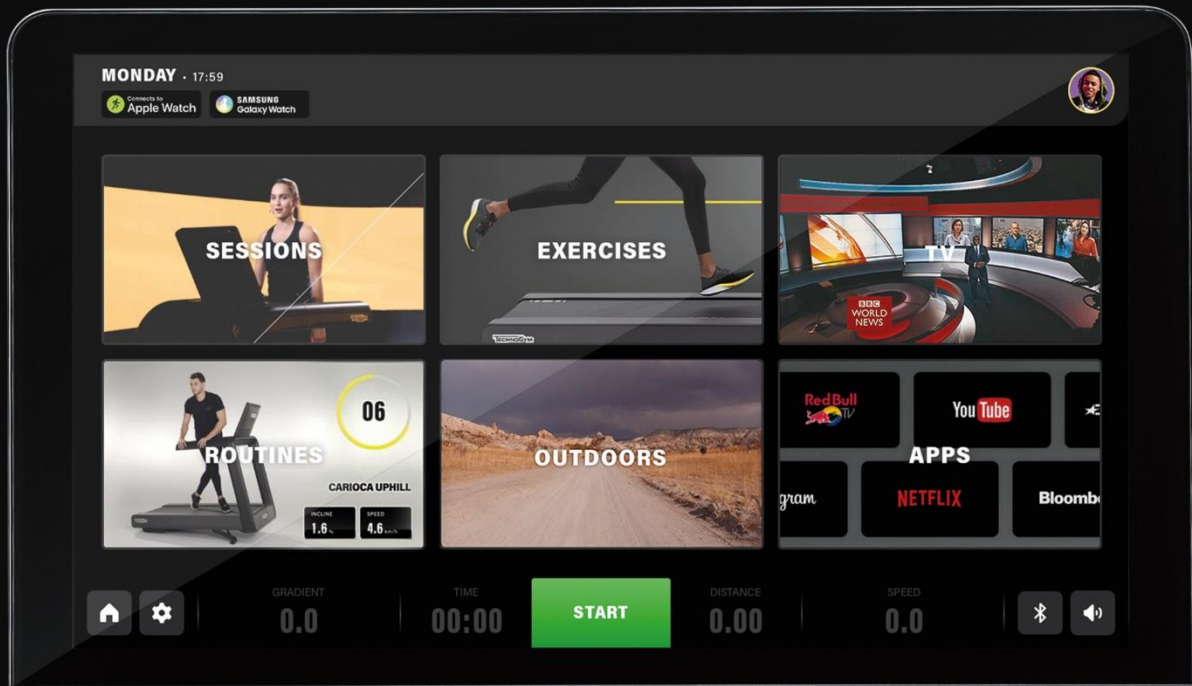 MONDAY • 17:59
Connects to
Apple Watch
SAMSUNG
Galaxy Watch
SESSIONS
EXERCISES
TECHNOGYM
TV
BBC
WORLD
NEWS
ROUTINES
06
CARIOCA UPHILL
INCLINE
1.6 %
SPEED
4.6 km/h
OUTDOORS
APPS
Red Bull
TV
YouTube
gram
NETFLIX
Bloomb
GRADIENT
0.0
TIME
00:00
START
DISTANCE
0.00
SPEED
0.0